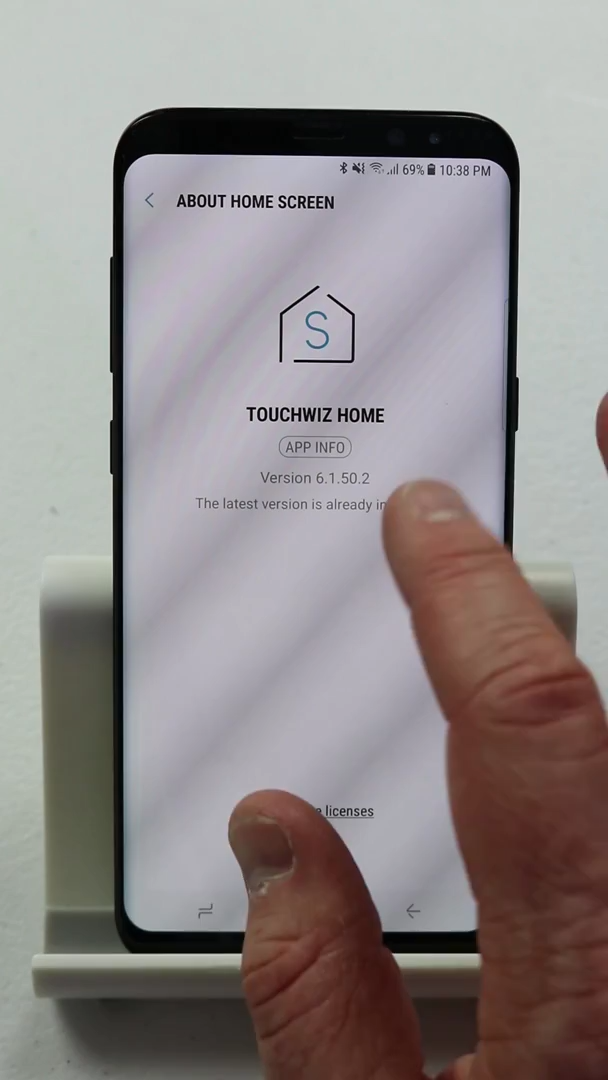 69% 10:38 PM
ABOUT HOME SCREEN
S
TOUCHWIZ HOME
APP INFO
Version 6.1.50.2
The latest version is already
licenses